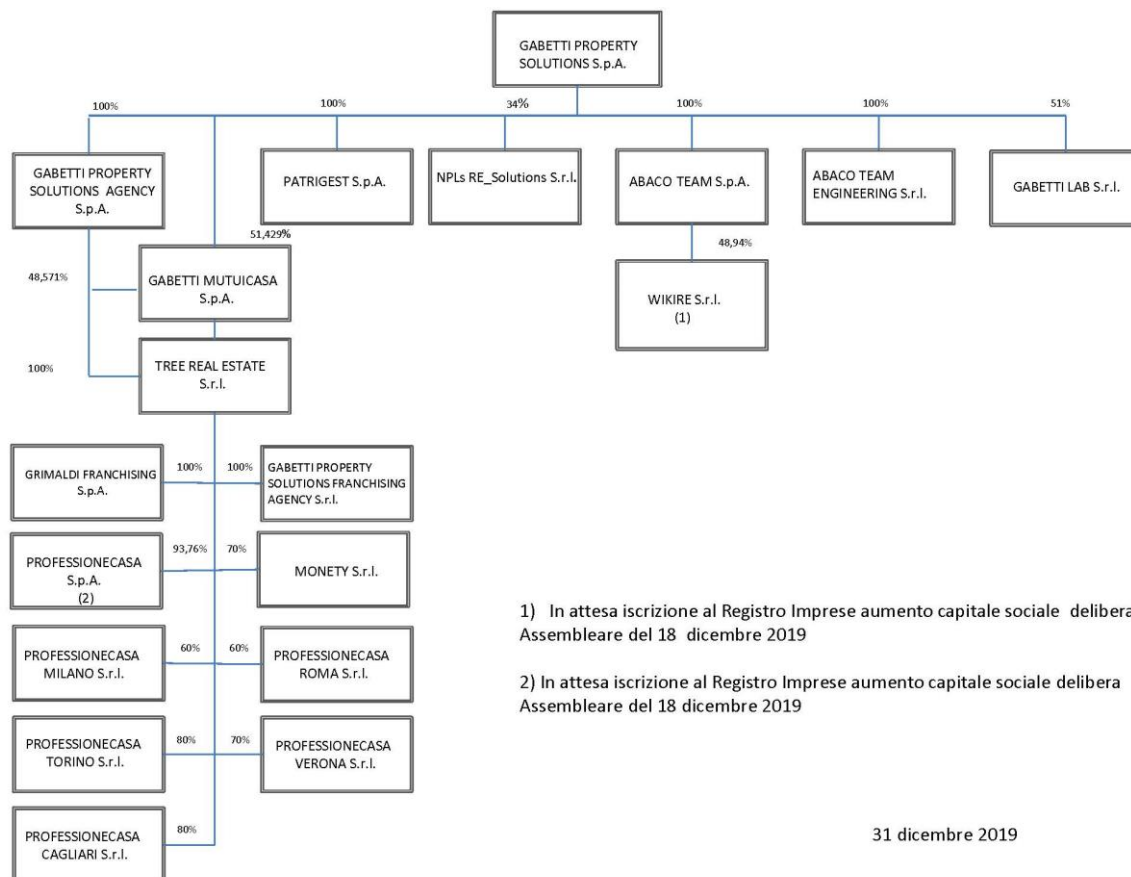 GABETTI PROPERTY
SOLUTIONS S.p.A.
100%
100%
34%
100%
100%
51%
GABETTI PROPERTY
SOLUTIONS AGENCY
S.p.A.
PATRIGEST S.p.A.
NPLs RE_Solutions S.r.l.
ABACO TEAM S.p.A.
ABACO TEAM
ENGINEERING S.r.l.
GABETTI LAB S.r.l.
51,429%
48,94%
48,571%
GABETTI MUTUICASA
S.p.A.
WIKIRE S.r.l.
(1)
100%
TREE REAL ESTATE
S.r.l.
GRIMALDI FRANCHISING
S.p.A.
100%
100%
GABETTI PROPERTY
SOLUTIONS FRANCHISING
AGENCY S.r.l.
PROFESSIONECASA
S.p.A.
(2)
93,76%
70%
MONETY S.r.l.
PROFESSIONECASA
MILANO S.r.l.
60%
60%
PROFESSIONECASA
ROMA S.r.l.
PROFESSIONECASA
TORINO S.r.l.
80%
70%
PROFESSIONECASA
VERONA S.r.l.
PROFESSIONECASA
CAGLIARI S.r.l.
80%
1) In attesa iscrizione al Registro Imprese aumento capitale sociale delibera
Assembleare del 18 dicembre 2019
2) In attesa iscrizione al Registro Imprese aumento capitale sociale delibera
Assembleare del 18 dicembre 2019
31 dicembre 2019